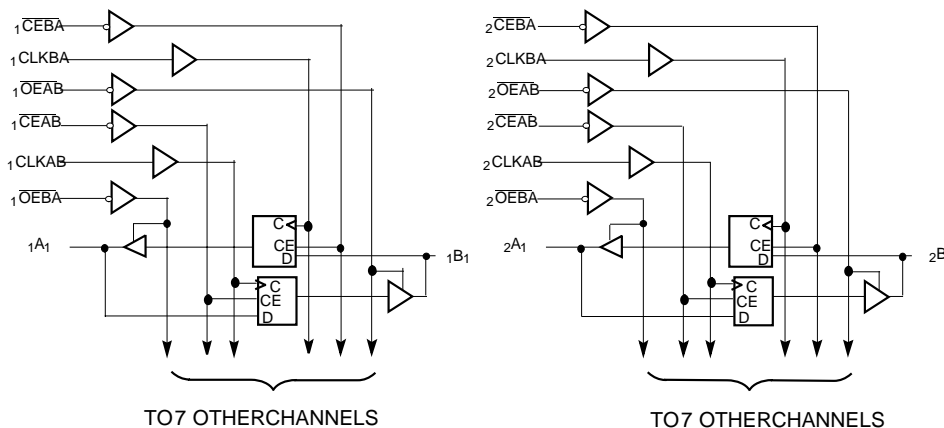 1CEBA
1CLKBA
1OEAB
1CEAB
1CLKAB
1OEBA
1A1
C
CE
D
1B1
C
CE
D
TO7 OTHERCHANNELS
2CEBA
2CLKBA
2OEAB
2CEAB
2CLKAB
2OEBA
2A1
C
CE
D
2B
C
CE
D
TO7 OTHERCHANNELS